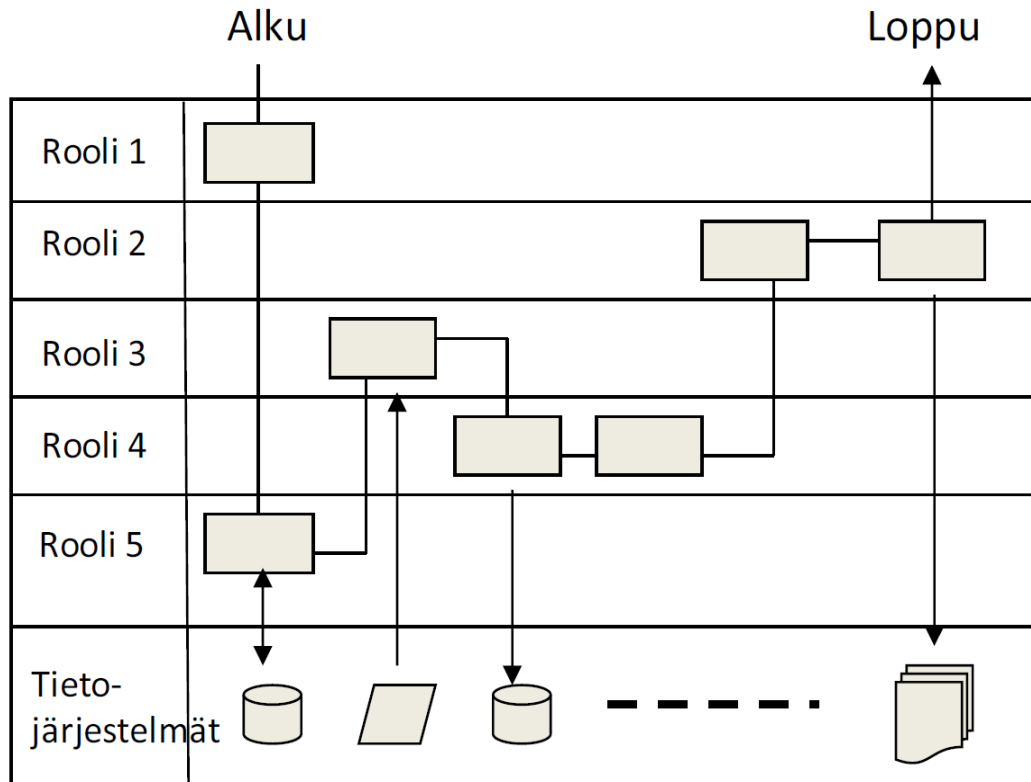 Alku
Loppu
Rooli 1
Rooli 2
Rooli 3
Rooli 4
Rooli 5
Tieto-
järjestelmät